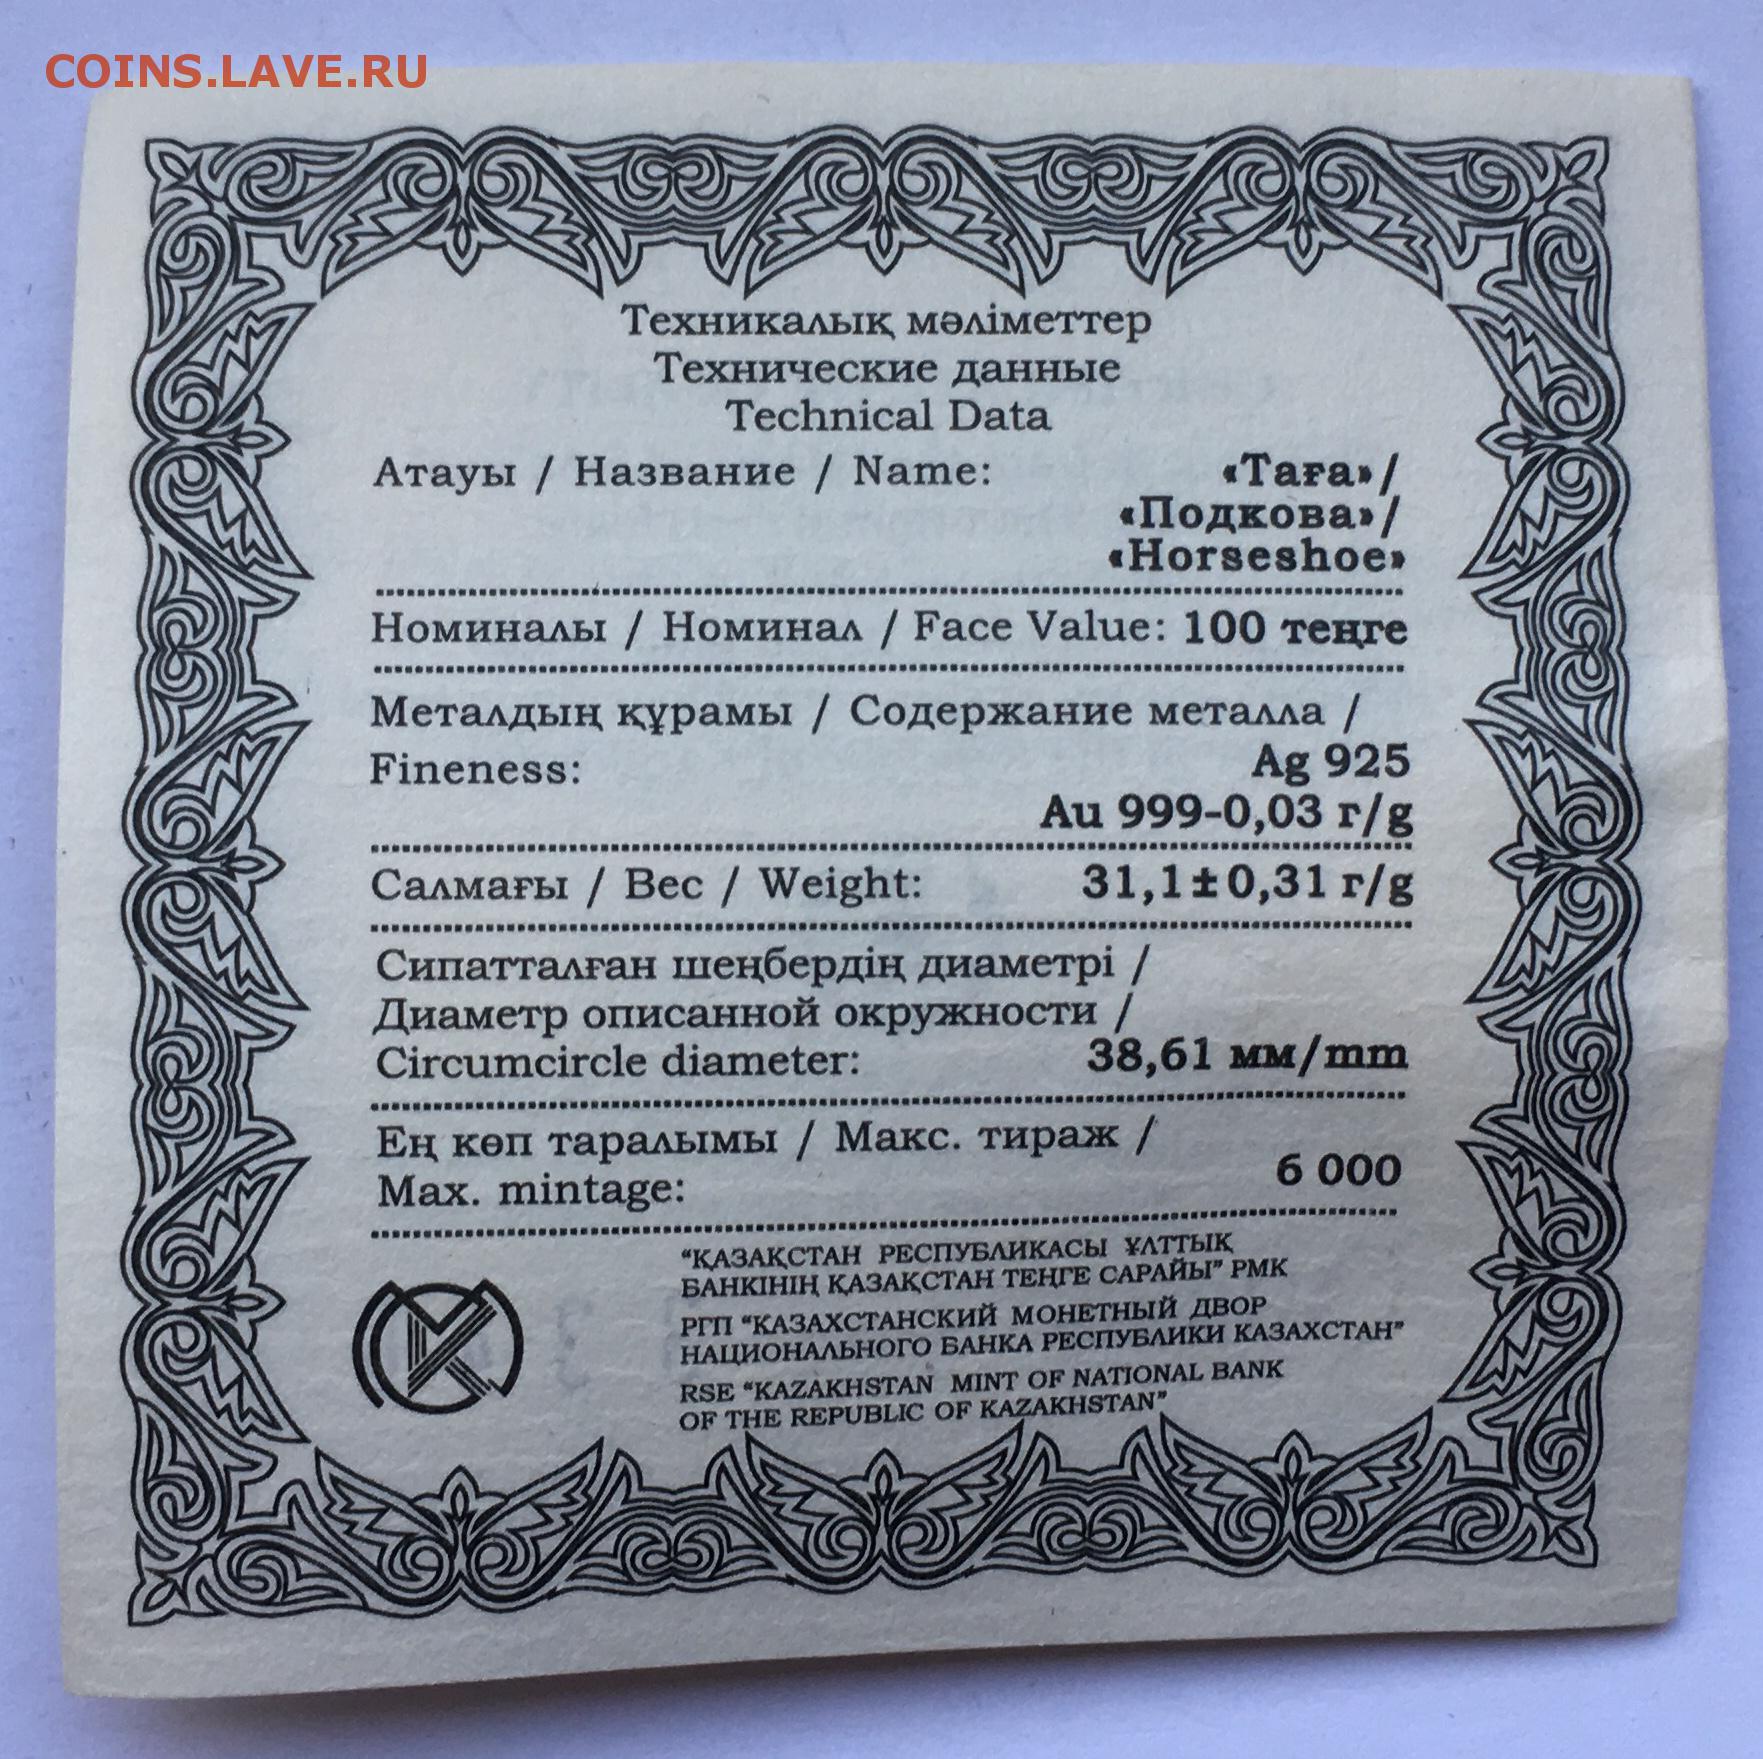 COINS.LAVE.RU
Техникалық мәліметтер
Технические данные
Technical Data
Атауы / Название / Name: «Таға» /
«Подкова» /
«Horseshoe»
Номиналы / Номинал / Face Value: 100 теңге
Металдың құрамы / Содержание металла /
Fineness: Ag 925
Au 999-0,03 г/g
Салмағы / Вес / Weight: 31,1±0,31 г/g
Сипатталған шеңбердің диаметрі /
Диаметр описанной окружности /
Circumcircle diameter: 38,61 мм/mm
Ең көп таралымы / Макс. тираж /
Max. mintage: 6 000
“ҚАЗАҚСТАН РЕСПУБЛИКАСЫ ҰЛТТЫҚ
БАНКІНІҢ ҚАЗАҚСТАН ТЕҢГЕ САРАЙЫ” РМК
РГП “КАЗАХСТАНСКИЙ МОНЕТНЫЙ ДВОР
НАЦИОНАЛЬНОГО БАНКА РЕСПУБЛИКИ КАЗАХСТАН”
RSE “KAZAKHSTAN MINT OF NATIONAL BANK
OF THE REPUBLIC OF KAZAKHSTAN”